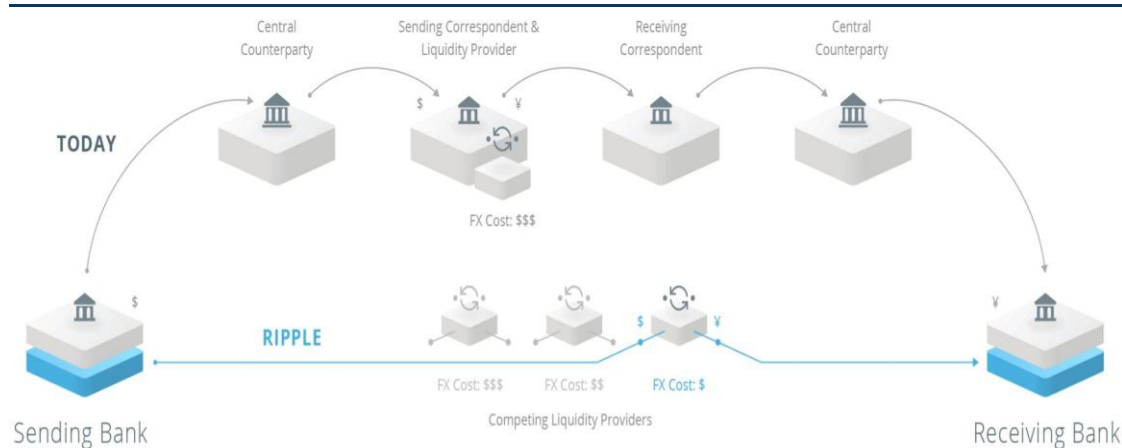 Central
Counterparty
Sending Correspondent &
Liquidity Provider
Receiving
Correspondent
Central
Counterparty
$
¥
TODAY
FX Cost: $$$
$
¥
RIPPLE
$
¥
FX Cost: $$$
FX Cost: $$
FX Cost: $
Competing Liquidity Providers
Sending Bank
Receiving Bank